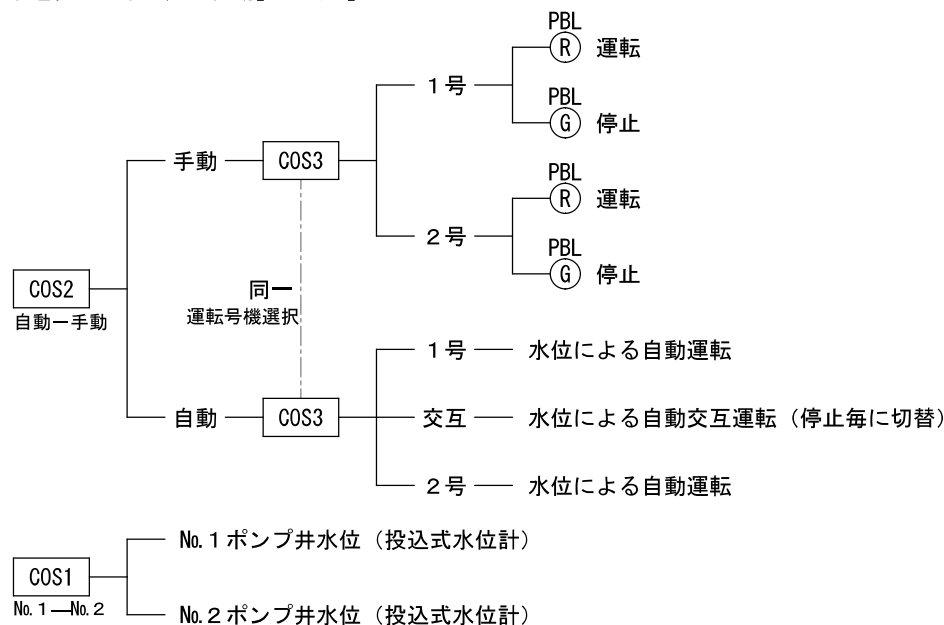 PBL
R 運転
1号
PBL
G 停止
手動 COS3
PBL
R 運転
2号
PBL
G 停止
COS2
自動ー手動
同一
運転号機選択
1号 水位による自動運転
自動 COS3 交互 水位による自動交互運転（停止毎に切替）
2号 水位による自動運転
№.1ポンプ井水位（投込式水位計）
COS1
№.1―№.2
№.2ポンプ井水位（投込式水位計）